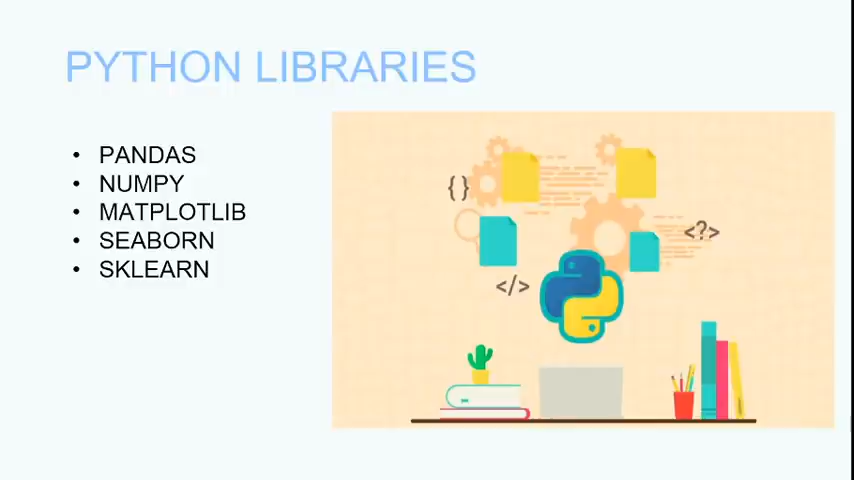 PYTHON LIBRARIES
• PANDAS
• NUMPY
• MATPLOTLIB
• SEABORN
• SKLEARN
{}
<?>
</>